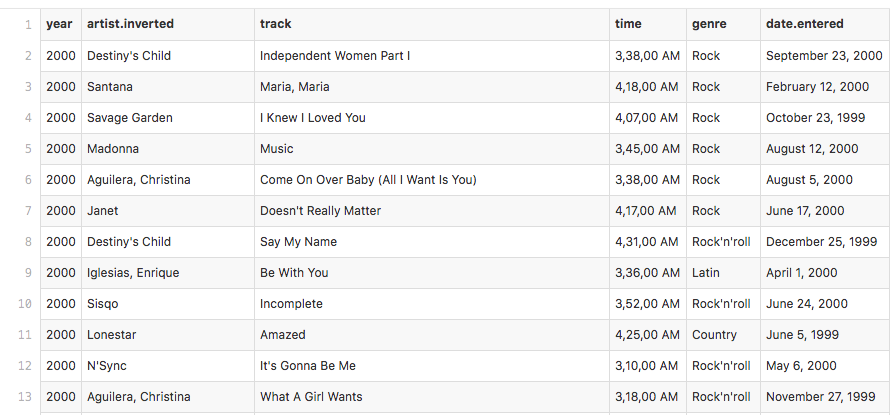 1 year artist.inverted track time genre date.entered
2 2000 Destiny's Child Independent Women Part I 3,38,00 AM Rock September 23, 2000
3 2000 Santana Maria, Maria 4,18,00 AM Rock February 12, 2000
4 2000 Savage Garden I Knew I Loved You 4,07,00 AM Rock October 23, 1999
5 2000 Madonna Music 3,45,00 AM Rock August 12, 2000
6 2000 Aguilera, Christina Come On Over Baby (All I Want Is You) 3,38,00 AM Rock August 5, 2000
7 2000 Janet Doesn't Really Matter 4,17,00 AM Rock June 17, 2000
8 2000 Destiny's Child Say My Name 4,31,00 AM Rock'n'roll December 25, 1999
9 2000 Iglesias, Enrique Be With You 3,36,00 AM Latin April 1, 2000
10 2000 Sisqo Incomplete 3,52,00 AM Rock'n'roll June 24, 2000
11 2000 Lonestar Amazed 4,25,00 AM Country June 5, 1999
12 2000 N'Sync It's Gonna Be Me 3,10,00 AM Rock'n'roll May 6, 2000
13 2000 Aguilera, Christina What A Girl Wants 3,18,00 AM Rock'n'roll November 27, 1999